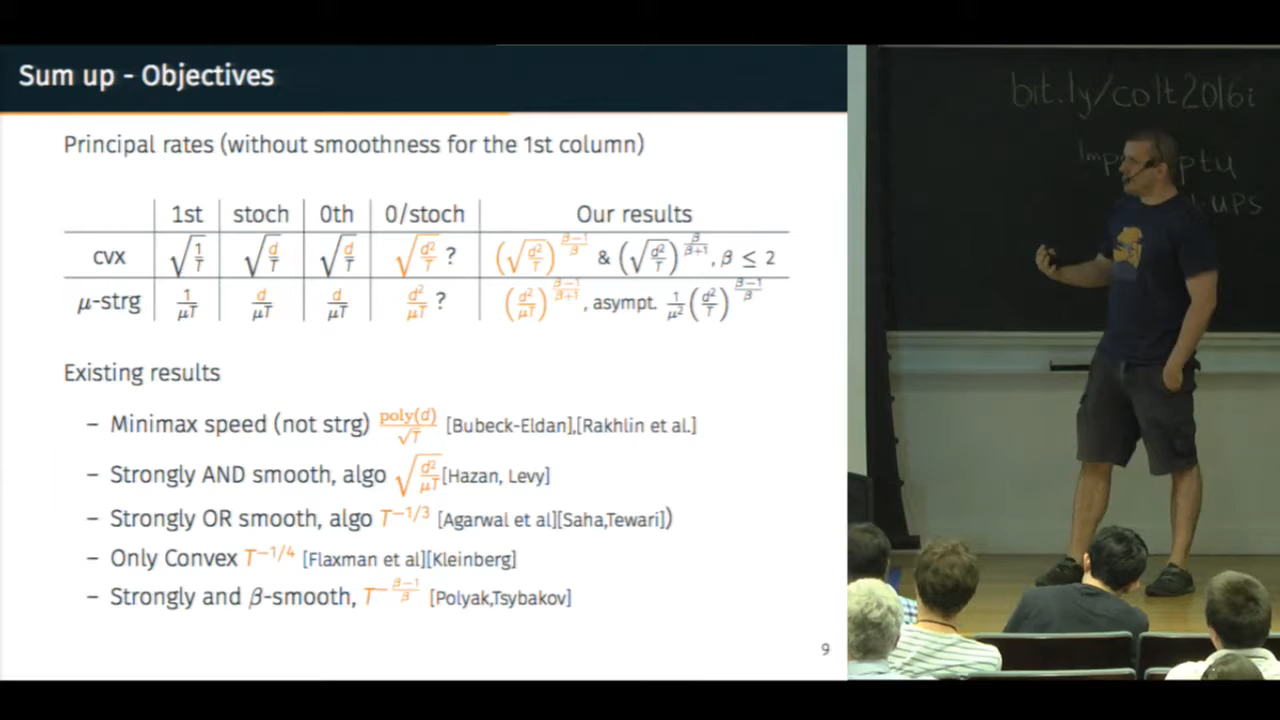 Sum up - Objectives
Principal rates (without smoothness for the 1st column)
1st stoch 0th 0/stoch Our results
cvx √(1/T) √(d/T) √(d/T) √(d²/T) ? (√(d²/T))^((β−1)/β) & (√(d²/T))^(β/(β+1)), β ≤ 2
μ-strg 1/(μT) d/(μT) d/(μT) d²/(μT) ? (d²/(μT))^((β−1)/(β+1)), asympt. 1/μ² (d²/T)^((β−1)/β)
Existing results
– Minimax speed (not strg) poly(d)/√T [Bubeck-Eldan],[Rakhlin et al.]
– Strongly AND smooth, algo √(d²/(μT)) [Hazan, Levy]
– Strongly OR smooth, algo T^(−1/3) [Agarwal et al][Saha,Tewari])
– Only Convex T^(−1/4) [Flaxman et al][Kleinberg]
– Strongly and β-smooth, T^(−(β−1)/β) [Polyak,Tsybakov]
9
bit.ly/colt2016i